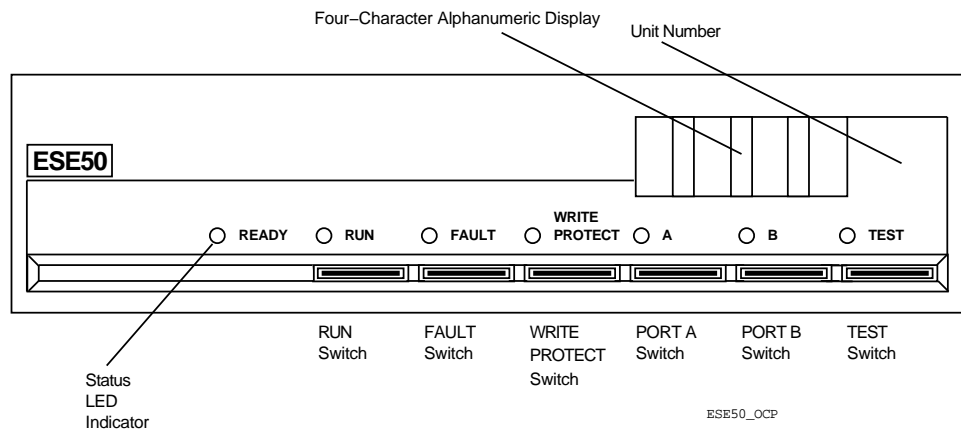 Four–Character Alphanumeric Display
Unit Number
ESE50
READY
RUN
FAULT
WRITE
PROTECT
A
B
TEST
RUN
Switch
FAULT
Switch
WRITE
PROTECT
Switch
PORT A
Switch
PORT B
Switch
TEST
Switch
Status
LED
Indicator
ESE50_OCP